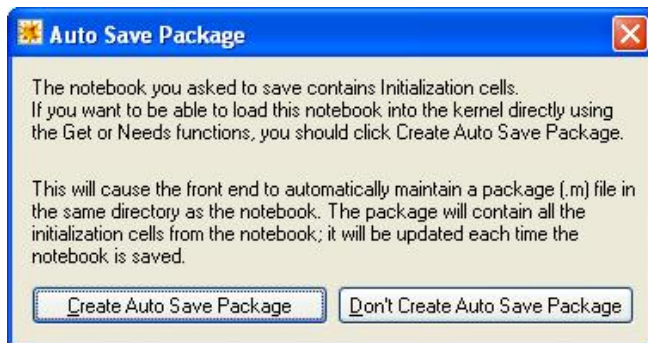 Auto Save Package
The notebook you asked to save contains Initialization cells.
If you want to be able to load this notebook into the kernel directly using
the Get or Needs functions, you should click Create Auto Save Package.
This will cause the front end to automatically maintain a package (.m) file in
the same directory as the notebook. The package will contain all the
initialization cells from the notebook; it will be updated each time the
notebook is saved.
Create Auto Save Package
Don't Create Auto Save Package